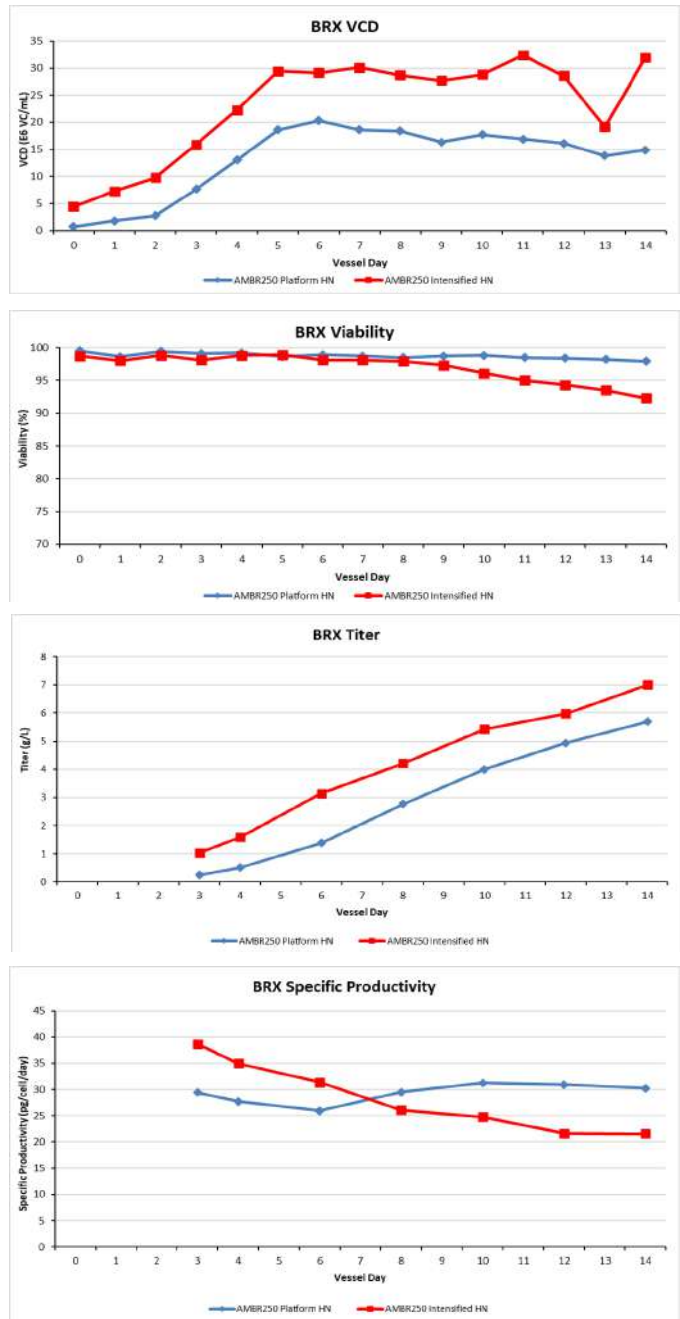 BRX VCD
35
30
25
20
15
10
5
0
VCD (E6 VC/mL)
0 1 2 3 4 5 6 7 8 9 10 11 12 13 14
Vessel Day
AMBR250 Platform HN AMBR250 Intensified HN
BRX Viability
100
95
90
85
80
75
70
Viability (%)
0 1 2 3 4 5 6 7 8 9 10 11 12 13 14
Vessel Day
AMBR250 Platform HN AMBR250 Intensified HN
BRX Titer
8
7
6
5
4
3
2
1
0
Titer (g/L)
0 1 2 3 4 5 6 7 8 9 10 11 12 13 14
Vessel Day
AMBR250 Platform HN AMBR250 Intensified HN
BRX Specific Productivity
45
40
35
30
25
20
15
10
5
0
Specific Productivity (pg/cell/day)
0 1 2 3 4 5 6 7 8 9 10 11 12 13 14
Vessel Day
AMBR250 Platform HN AMBR250 Intensified HN